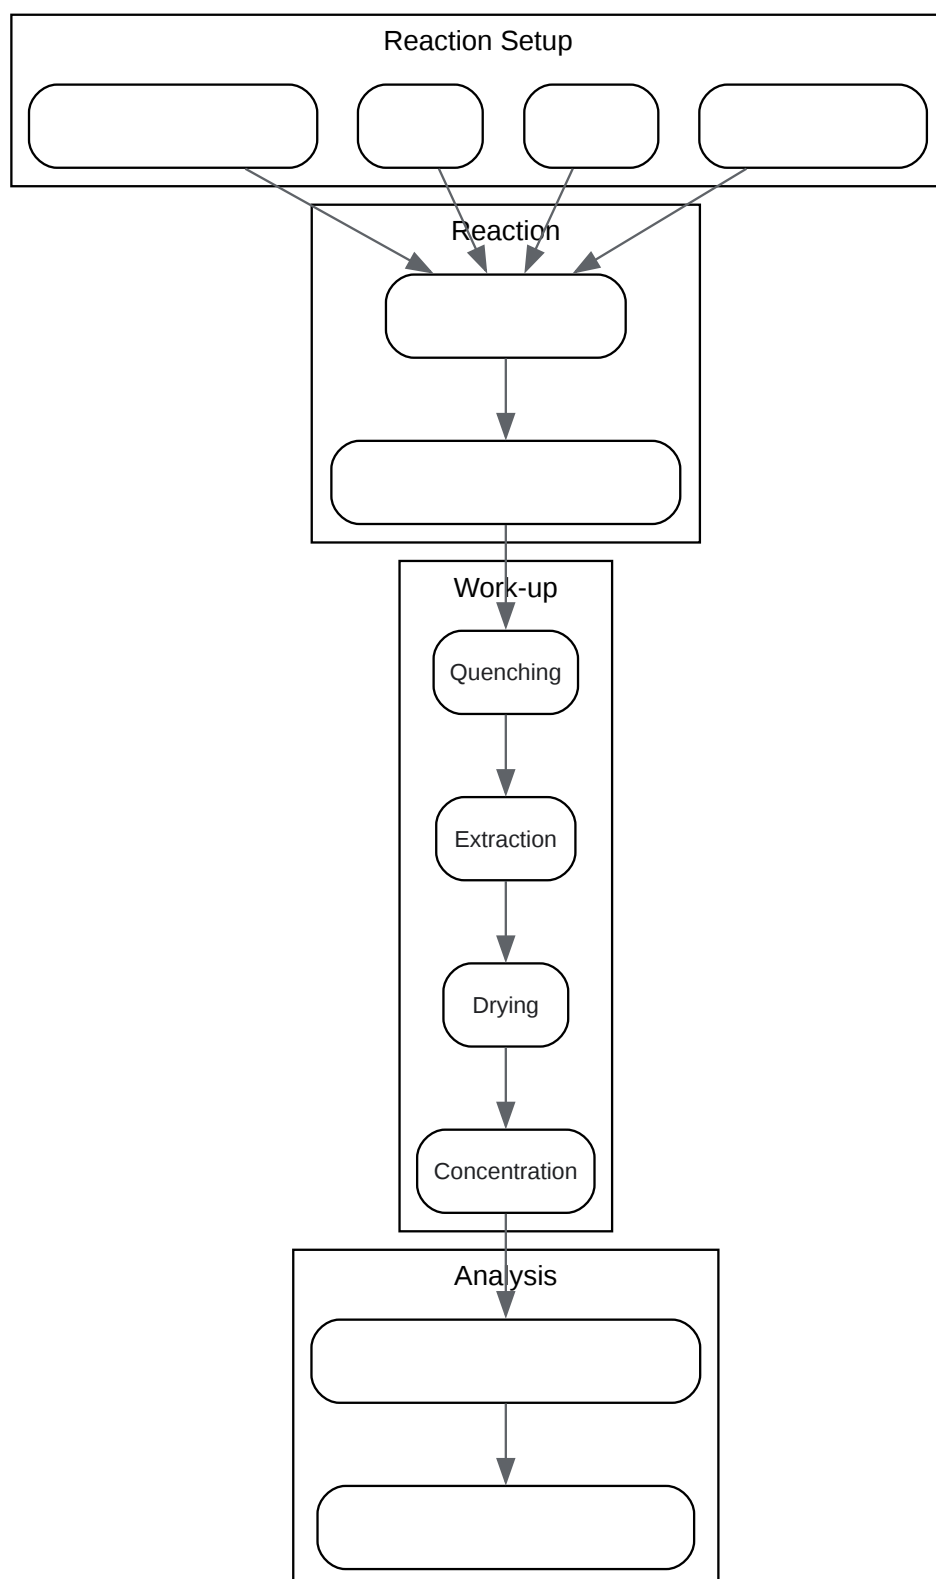 Reaction Setup
Reaction
Work-up
Quenching
Extraction
Drying
Concentration
Analysis